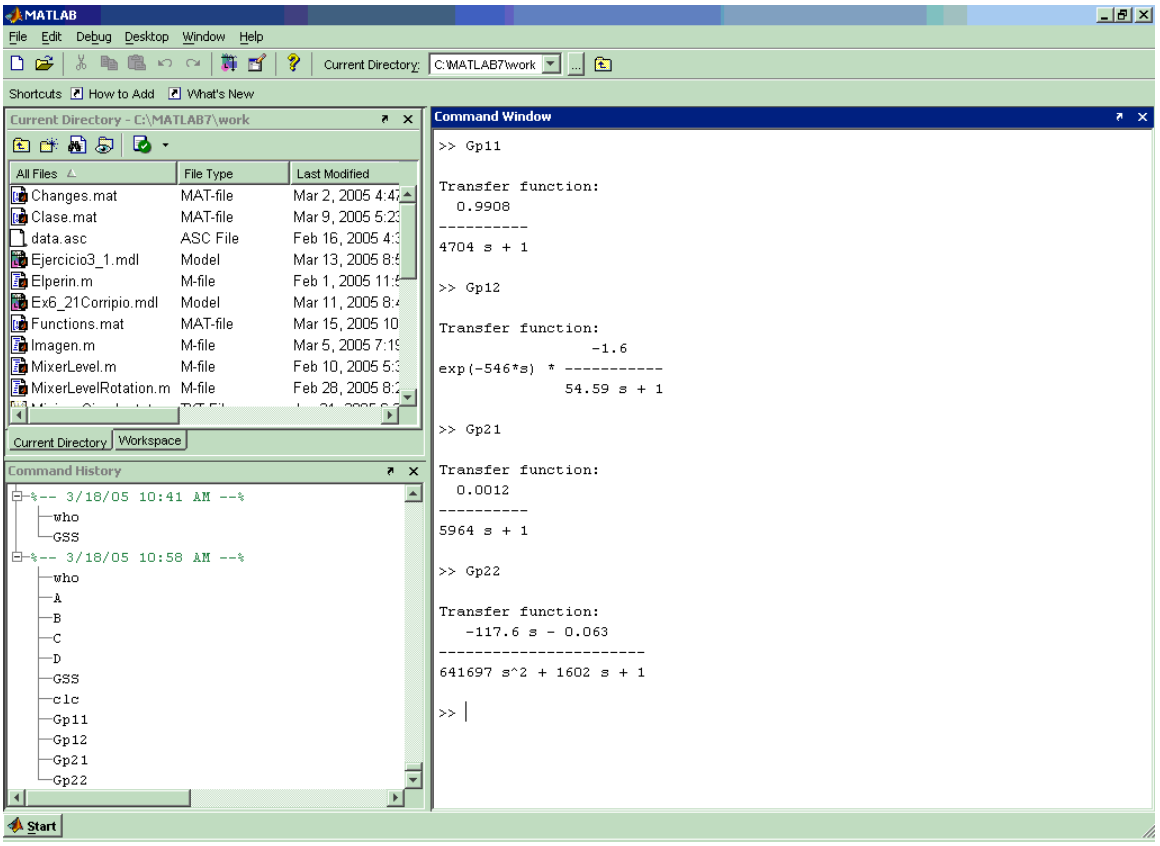 MATLAB
File Edit Debug Desktop Window Help
Current Directory: C:\MATLAB7\work ...
Shortcuts How to Add What's New
Current Directory - C:\MATLAB7\work
All Files File Type Last Modified
Changes.mat MAT-file Mar 2, 2005 4:47
Clase.mat MAT-file Mar 9, 2005 5:23
data.asc ASC File Feb 16, 2005 4:3
Ejercicio3_1.mdl Model Mar 13, 2005 8:5
Elperin.m M-file Feb 1, 2005 11:5
Ex6_21Corripio.mdl Model Mar 11, 2005 8:4
Functions.mat MAT-file Mar 15, 2005 10
Imagen.m M-file Mar 5, 2005 7:19
MixerLevel.m M-file Feb 10, 2005 5:3
MixerLevelRotation.m M-file Feb 28, 2005 8:2
Current Directory Workspace
Command History
%-- 3/18/05 10:41 AM --%
who
GSS
%-- 3/18/05 10:58 AM --%
who
A
B
C
D
GSS
clc
Gp11
Gp12
Gp21
Gp22
Command Window
>> Gp11
Transfer function:
0.9908
----------
4704 s + 1
>> Gp12
Transfer function:
-1.6
exp(-546*s) * -----------
54.59 s + 1
>> Gp21
Transfer function:
0.0012
----------
5964 s + 1
>> Gp22
Transfer function:
-117.6 s - 0.063
-----------------------
641697 s^2 + 1602 s + 1
>>
Start